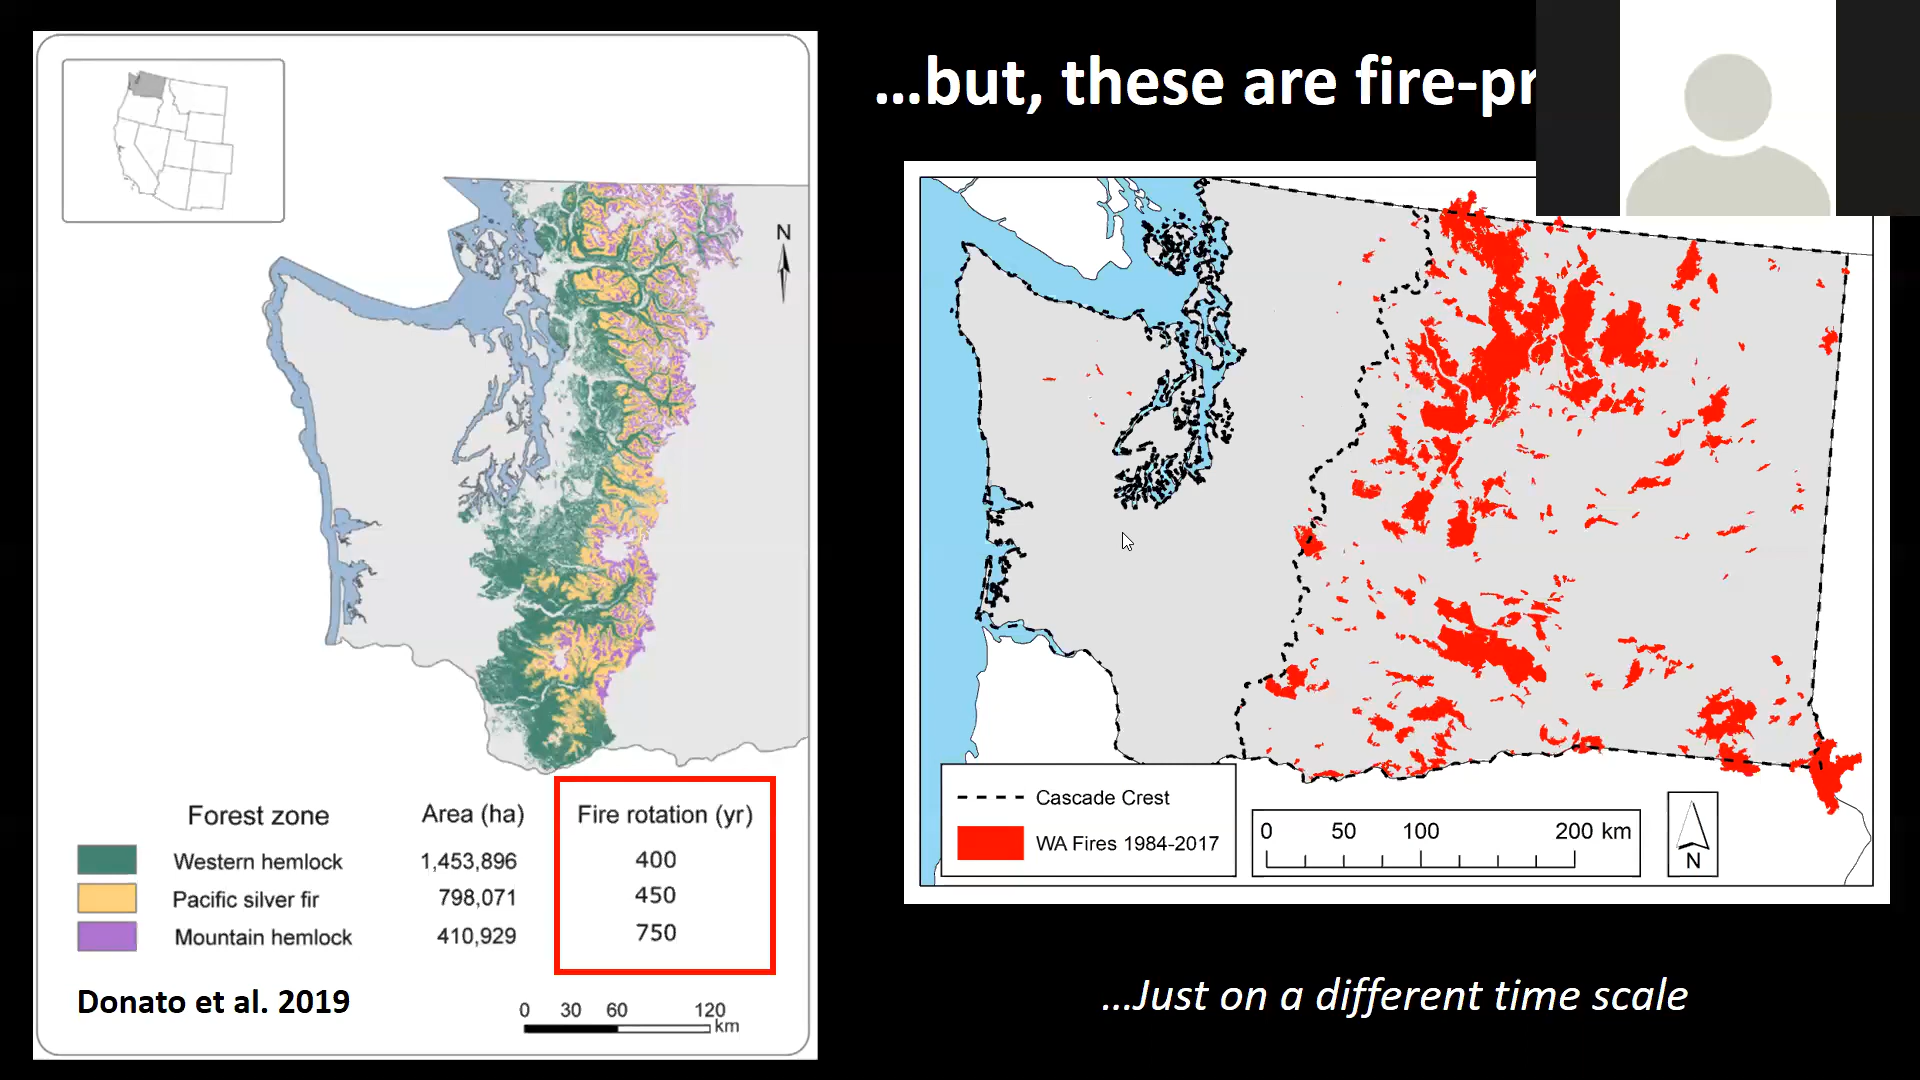 ...but, these are fire-pr
N
Forest zone Area (ha) Fire rotation (yr)
Western hemlock 1,453,896 400
Pacific silver fir 798,071 450
Mountain hemlock 410,929 750
Donato et al. 2019
0 30 60 120
km
Cascade Crest
WA Fires 1984-2017
0 50 100 200 km
N
...Just on a different time scale